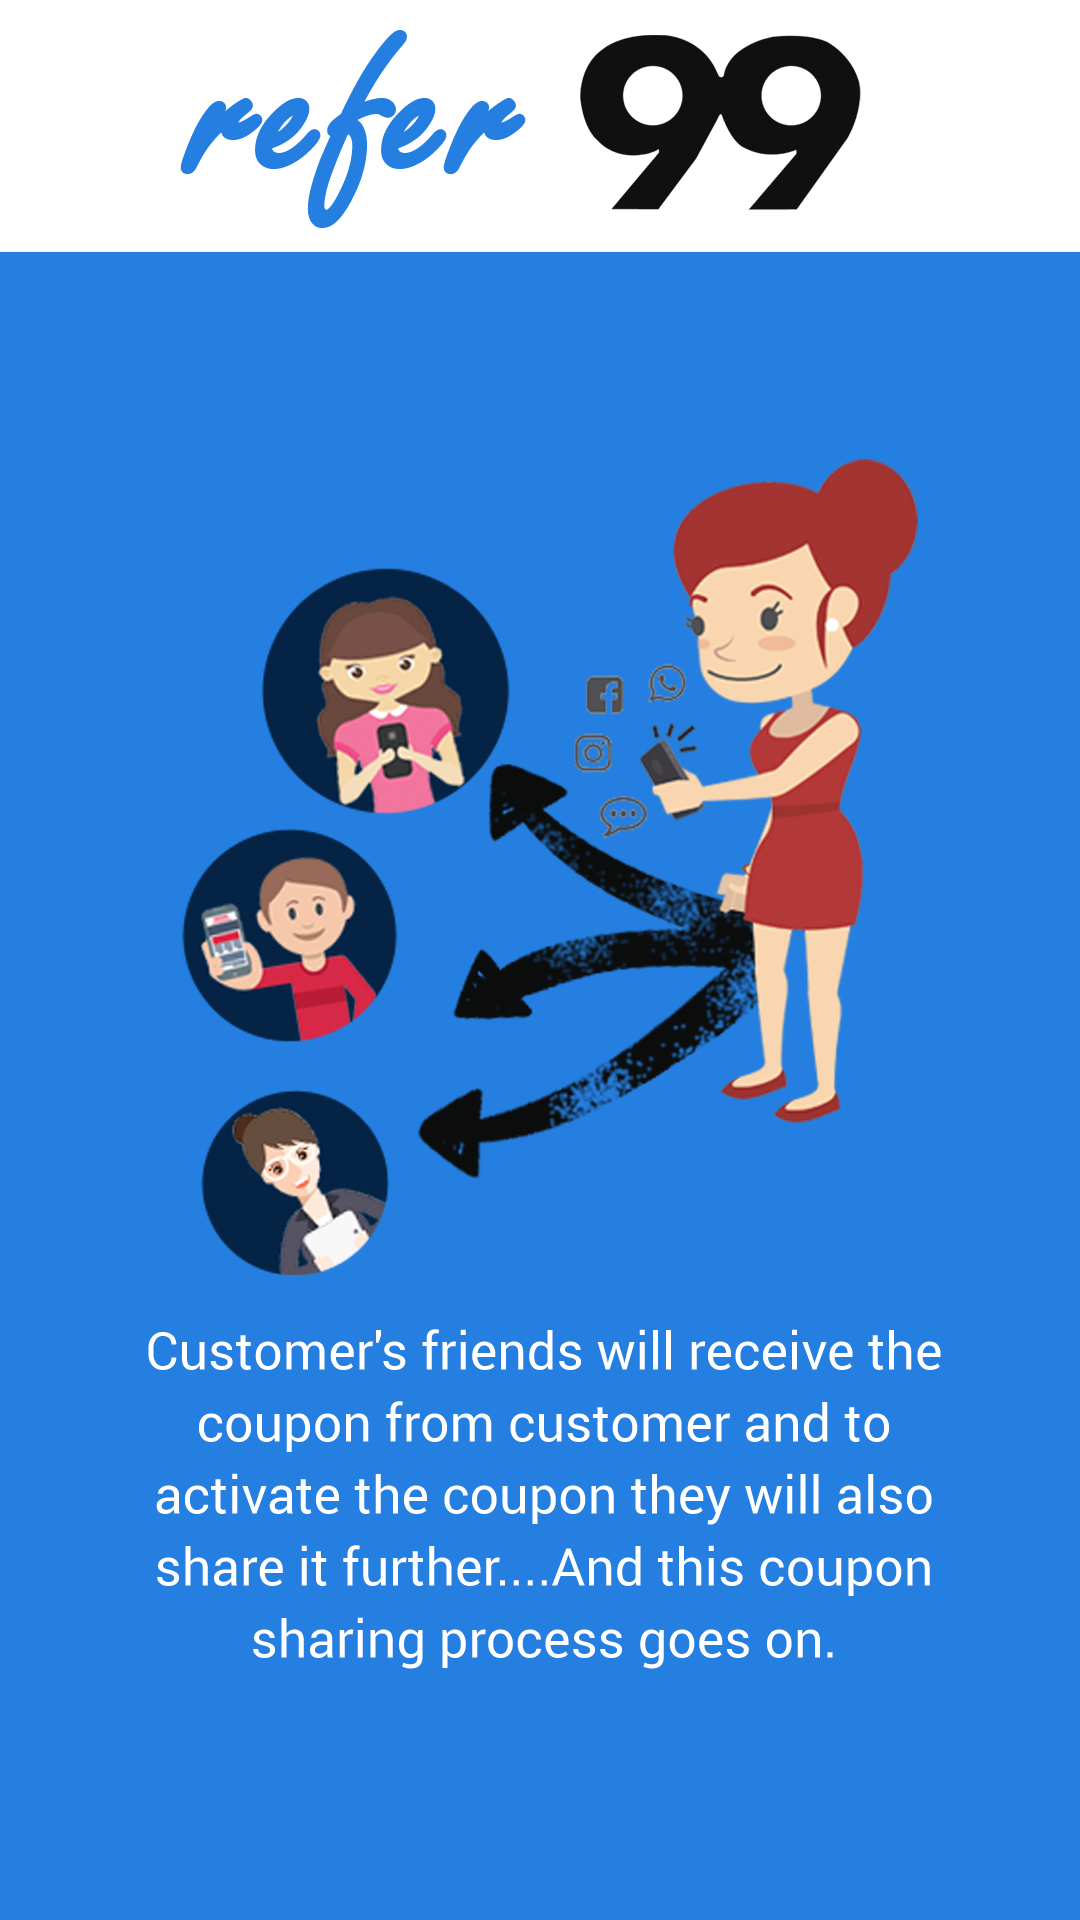 refer 99
Customer's friends will receive the
coupon from customer and to
activate the coupon they will also
share it further....And this coupon
sharing process goes on.